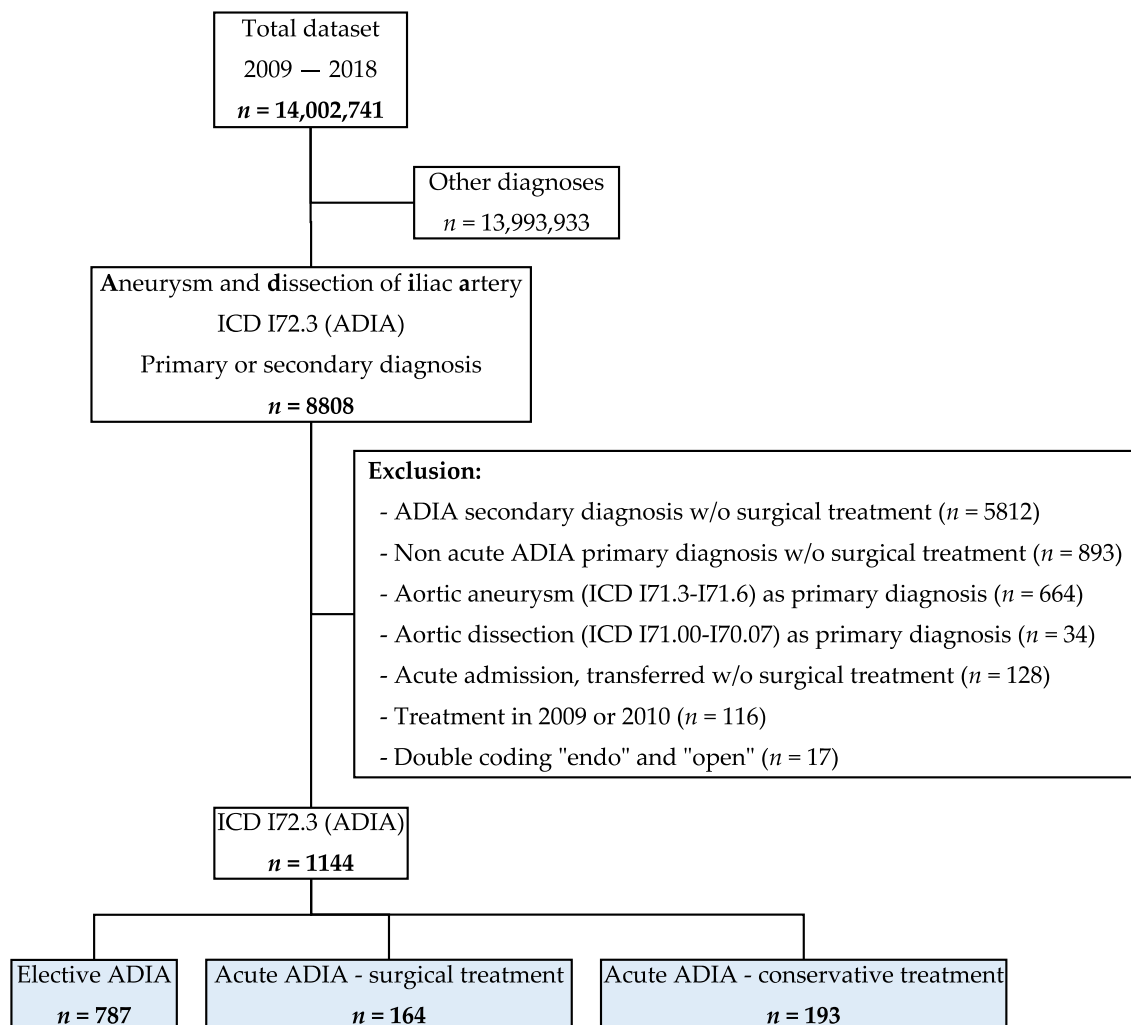 Total dataset
2009 — 2018
n = 14,002,741
Other diagnoses
n = 13,993,933
Aneurysm and dissection of iliac artery
ICD I72.3 (ADIA)
Primary or secondary diagnosis
n = 8808
Exclusion:
- ADIA secondary diagnosis w/o surgical treatment (n = 5812)
- Non acute ADIA primary diagnosis w/o surgical treatment (n = 893)
- Aortic aneurysm (ICD I71.3-I71.6) as primary diagnosis (n = 664)
- Aortic dissection (ICD I71.00-I70.07) as primary diagnosis (n = 34)
- Acute admission, transferred w/o surgical treatment (n = 128)
- Treatment in 2009 or 2010 (n = 116)
- Double coding "endo" and "open" (n = 17)
ICD I72.3 (ADIA)
n = 1144
Elective ADIA
n = 787
Acute ADIA - surgical treatment
n = 164
Acute ADIA - conservative treatment
n = 193